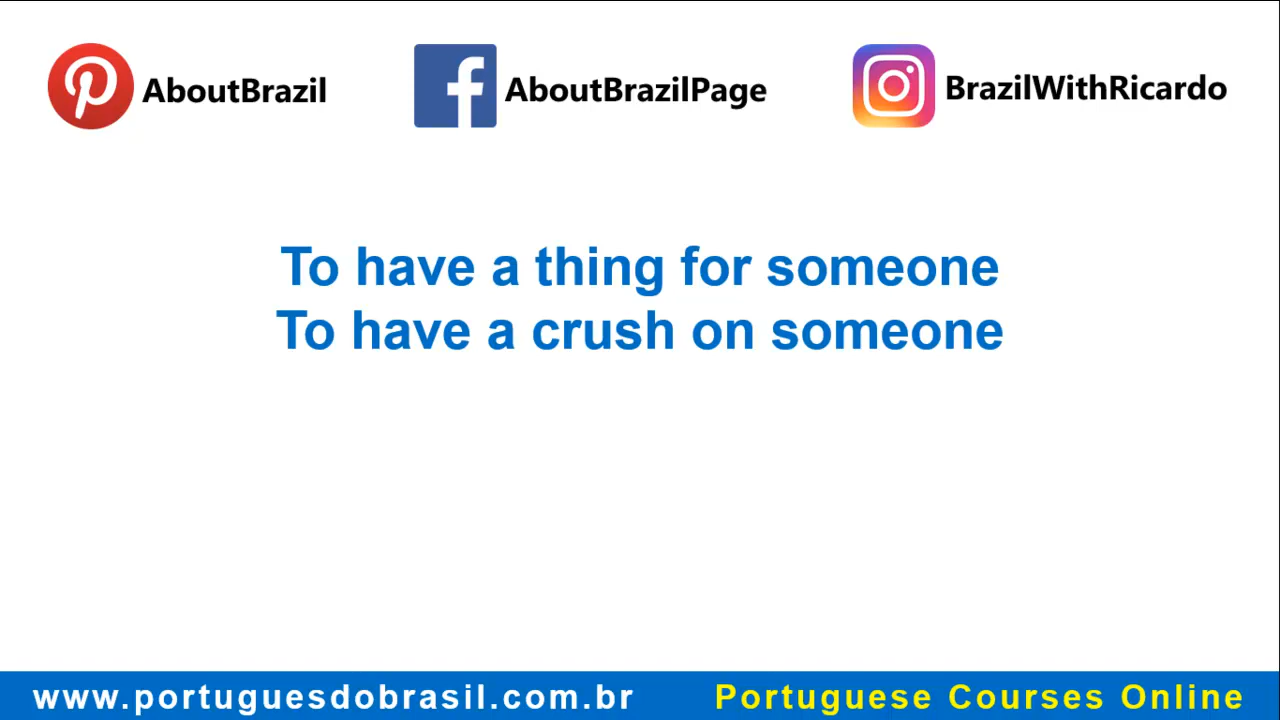 AboutBrazil AboutBrazilPage BrazilWithRicardo
To have a thing for someone
To have a crush on someone
www.portuguesdobrasil.com.br Portuguese Courses Online